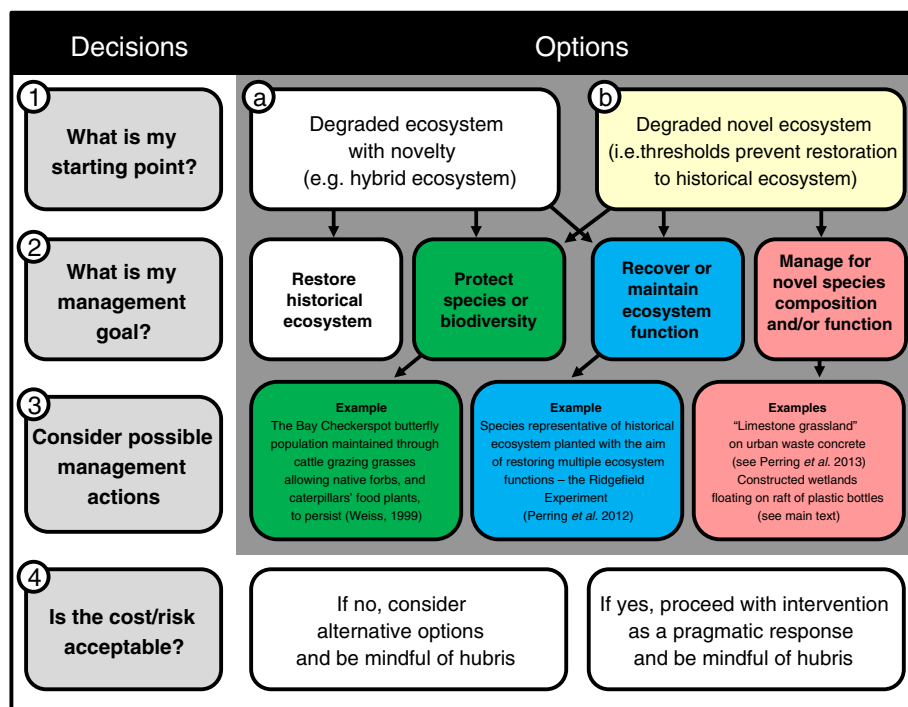 Decisions
Options
1
What is my
starting point?
a
Degraded ecosystem
with novelty
(e.g. hybrid ecosystem)
b
Degraded novel ecosystem
(i.e.thresholds prevent restoration
to historical ecosystem)
2
What is my
management
goal?
Restore
historical
ecosystem
Protect
species or
biodiversity
Recover or
maintain
ecosystem
function
Manage for
novel species
composition
and/or function
3
Consider possible
management
actions
Example
The Bay Checkerspot butterfly
population maintained through
cattle grazing grasses
allowing native forbs, and
caterpillars' food plants,
to persist (Weiss, 1999)
Example
Species representative of historical
ecosystem planted with the aim
of restoring multiple ecosystem
functions – the Ridgefield
Experiment
(Perring et al. 2012)
Examples
“Limestone grassland”
on urban waste concrete
(see Perring et al. 2013)
Constructed wetlands
floating on raft of plastic bottles
(see main text)
4
Is the cost/risk
acceptable?
If no, consider
alternative options
and be mindful of hubris
If yes, proceed with intervention
as a pragmatic response
and be mindful of hubris